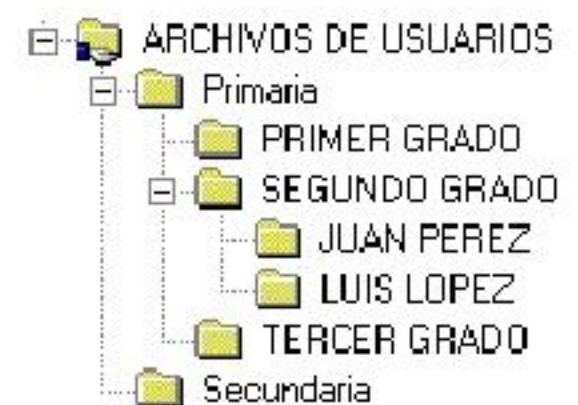 ARCHIVOS DE USUARIOS
Primaria
PRIMER GRADO
SEGUNDO GRADO
JUAN PEREZ
LUIS LOPEZ
TERCER GRADO
Secundaria